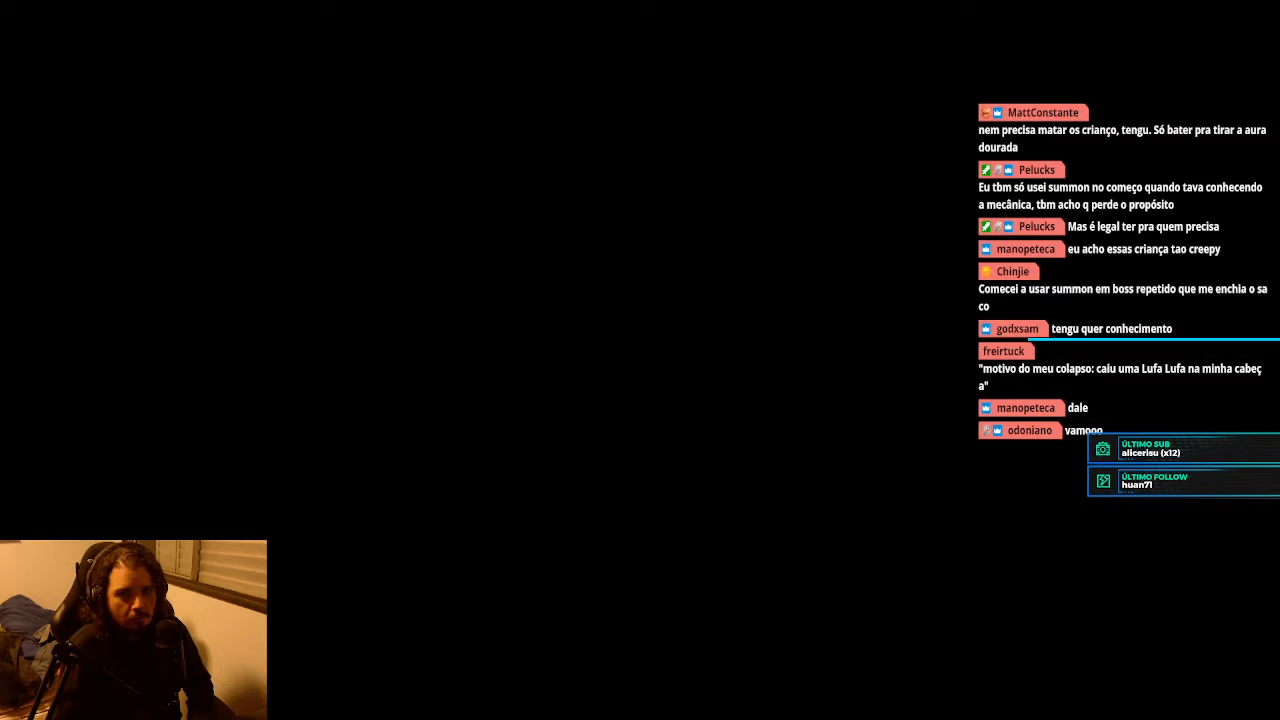 MattConstante
nem precisa matar os criança, tengu. Só bater pra tirar a aura
dourada
Pelucks
Eu tbm só usei summon no começo quando tava conhecendo
a mecânica, tbm acho q perde o propósito
Pelucks Mas é legal ter pra quem precisa
manopeteca eu acho essas criança tao creepy
Chinjie
Comecei a usar summon em boss repetido que me enchia o sa
co
godxsam tengu quer conhecimento
freirtuck
"motivo do meu colapso: caiu uma Lufa Lufa na minha cabeç
a"
manopeteca dale
odoniano vamooo
ÚLTIMO SUB
alicerisu (x12)
ÚLTIMO FOLLOW
huan71